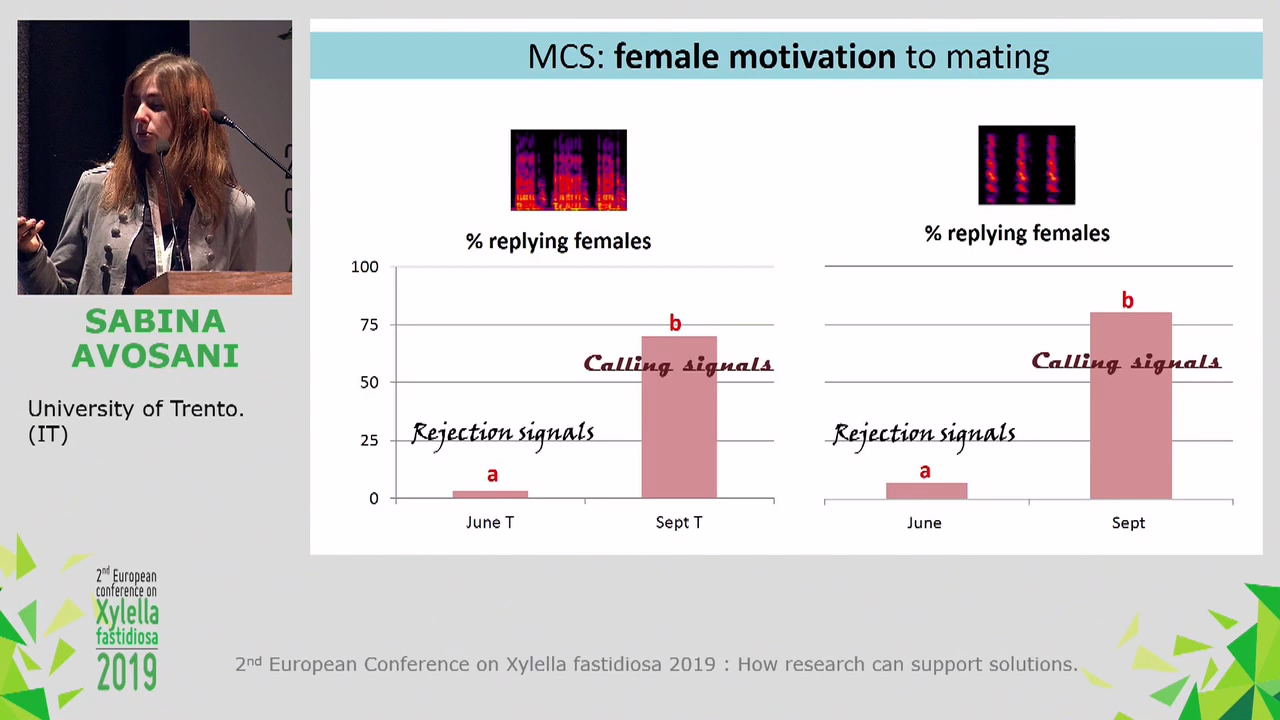 MCS: female motivation to mating
% replying females
100
75
50
25
0
b
Calling signals
Rejection signals
a
June T
Sept T
% replying females
b
Calling signals
Rejection signals
a
June
Sept
SABINA
AVOSANI
University of Trento.
(IT)
2nd European
conference on
Xylella
fastidiosa
2019
2nd European Conference on Xylella fastidiosa 2019 : How research can support solutions.